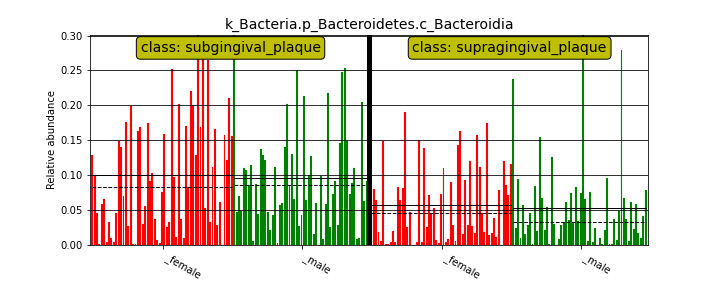 k_Bacteria.p_Bacteroidetes.c_Bacteroidia
class: subgingival_plaque
class: supragingival_plaque
Relative abundance
0.30
0.25
0.20
0.15
0.10
0.05
0.00
_female
_male
_female
_male